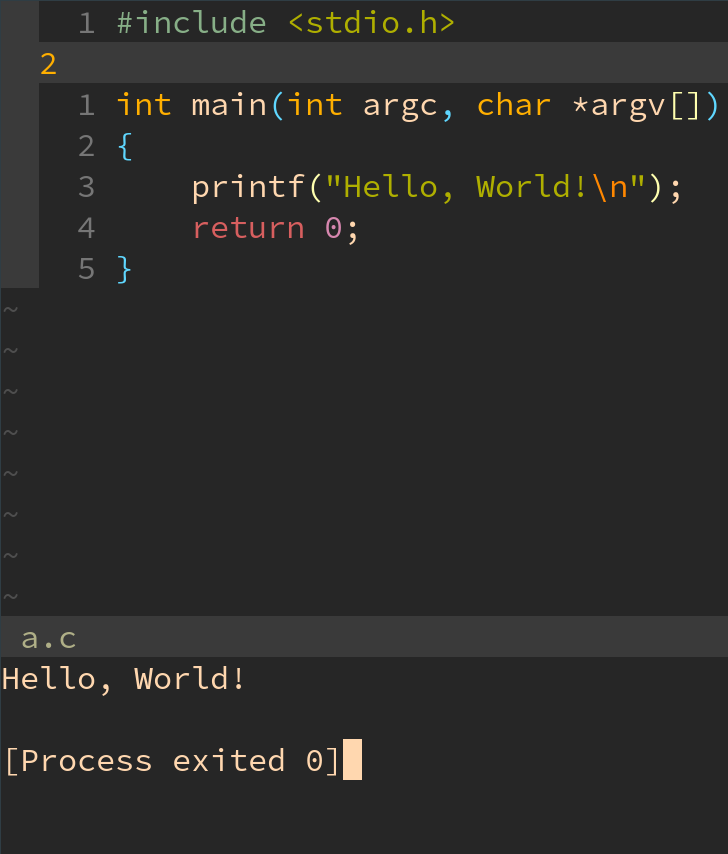 1 #include <stdio.h>
2
1 int main(int argc, char *argv[])
2 {
3     printf("Hello, World!\n");
4     return 0;
5 }
~
~
~
~
~
~
~
~
a.c
Hello, World!
[Process exited 0]